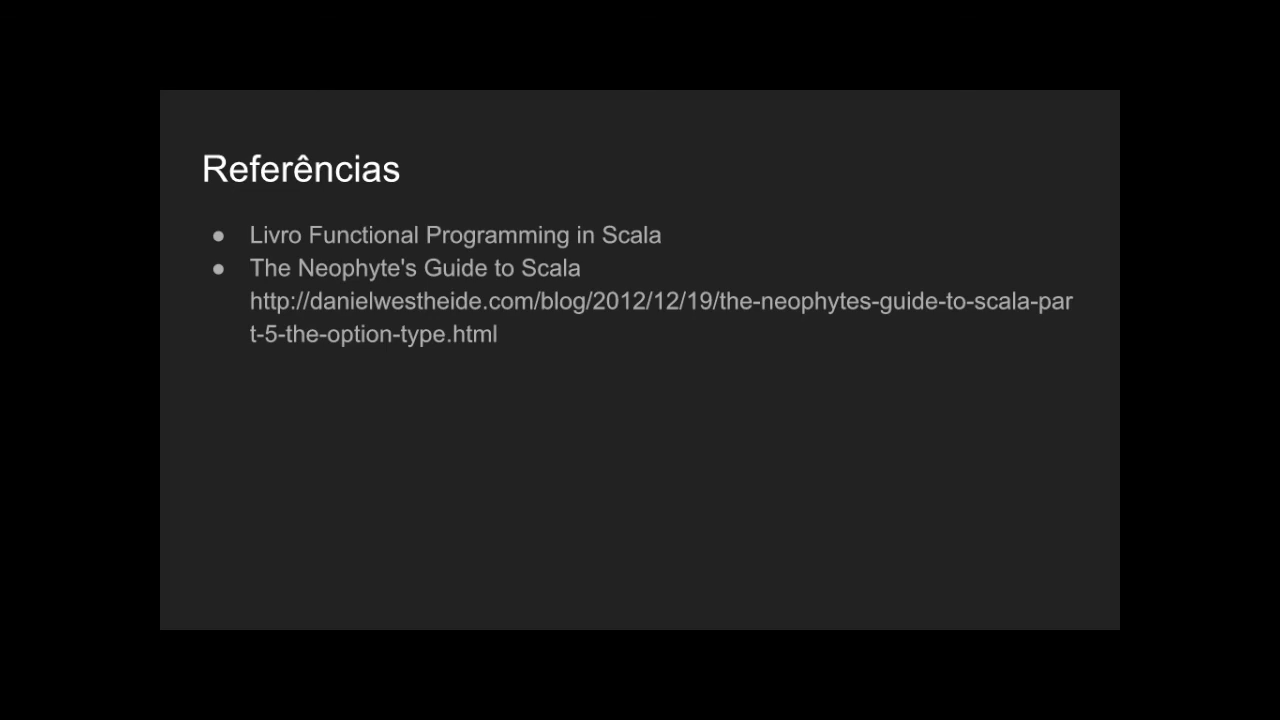 Referências
● Livro Functional Programming in Scala
● The Neophyte's Guide to Scala
http://danielwestheide.com/blog/2012/12/19/the-neophytes-guide-to-scala-par
t-5-the-option-type.html